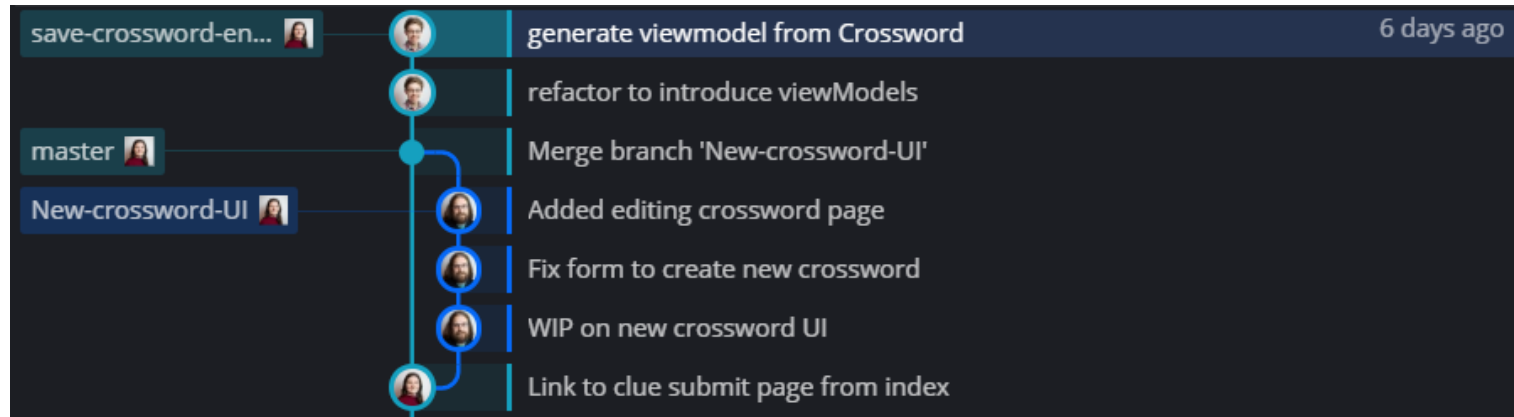 save-crossword-en... generate viewmodel from Crossword 6 days ago
refactor to introduce viewModels
master Merge branch 'New-crossword-UI'
New-crossword-UI Added editing crossword page
Fix form to create new crossword
WIP on new crossword UI
Link to clue submit page from index